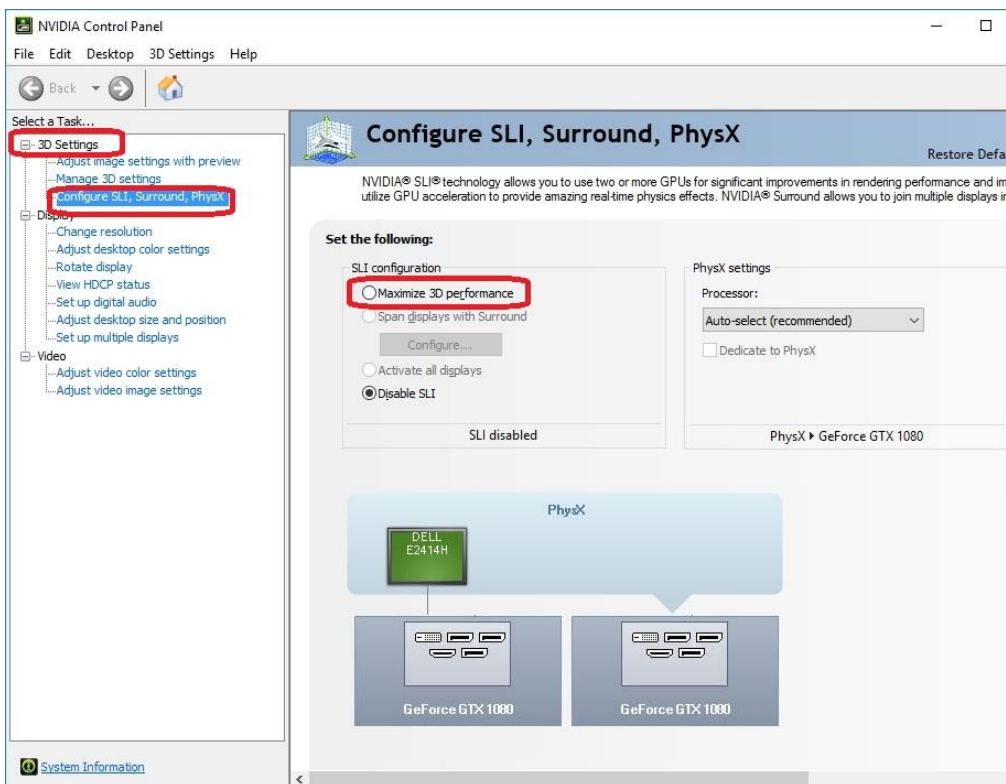 NVIDIA Control Panel
File Edit Desktop 3D Settings Help
Back
Select a Task...
3D Settings
Adjust image settings with preview
Manage 3D settings
Configure SLI, Surround, PhysX
Display
Change resolution
Adjust desktop color settings
Rotate display
View HDCP status
Set up digital audio
Adjust desktop size and position
Set up multiple displays
Video
Adjust video color settings
Adjust video image settings
System Information
Configure SLI, Surround, PhysX
Restore Defa
NVIDIA® SLI® technology allows you to use two or more GPUs for significant improvements in rendering performance and im
utilize GPU acceleration to provide amazing real-time physics effects. NVIDIA® Surround allows you to join multiple displays in
Set the following:
SLI configuration
Maximize 3D performance
Span displays with Surround
Configure...
Activate all displays
Disable SLI
SLI disabled
PhysX settings
Processor:
Auto-select (recommended)
Dedicate to PhysX
PhysX ▸ GeForce GTX 1080
PhysX
DELL
E2414H
GeForce GTX 1080
GeForce GTX 1080